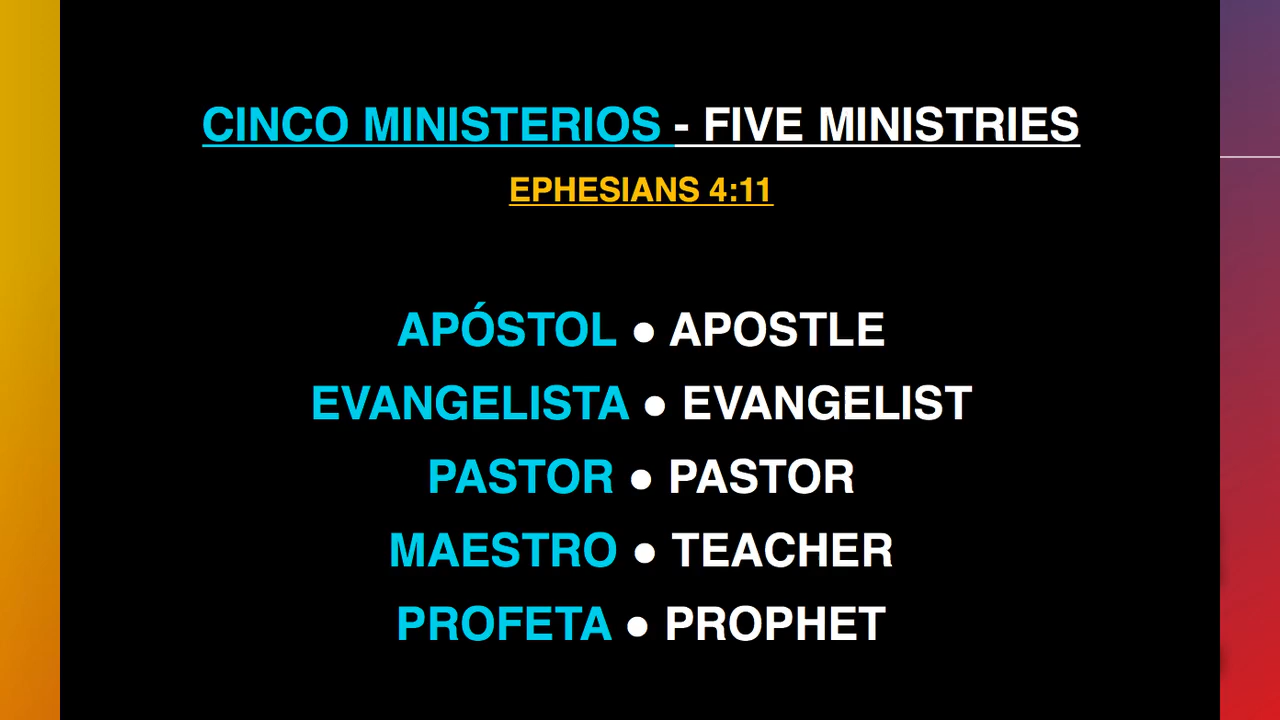 CINCO MINISTERIOS - FIVE MINISTRIES
EPHESIANS 4:11
APÓSTOL ● APOSTLE
EVANGELISTA ● EVANGELIST
PASTOR ● PASTOR
MAESTRO ● TEACHER
PROFETA ● PROPHET